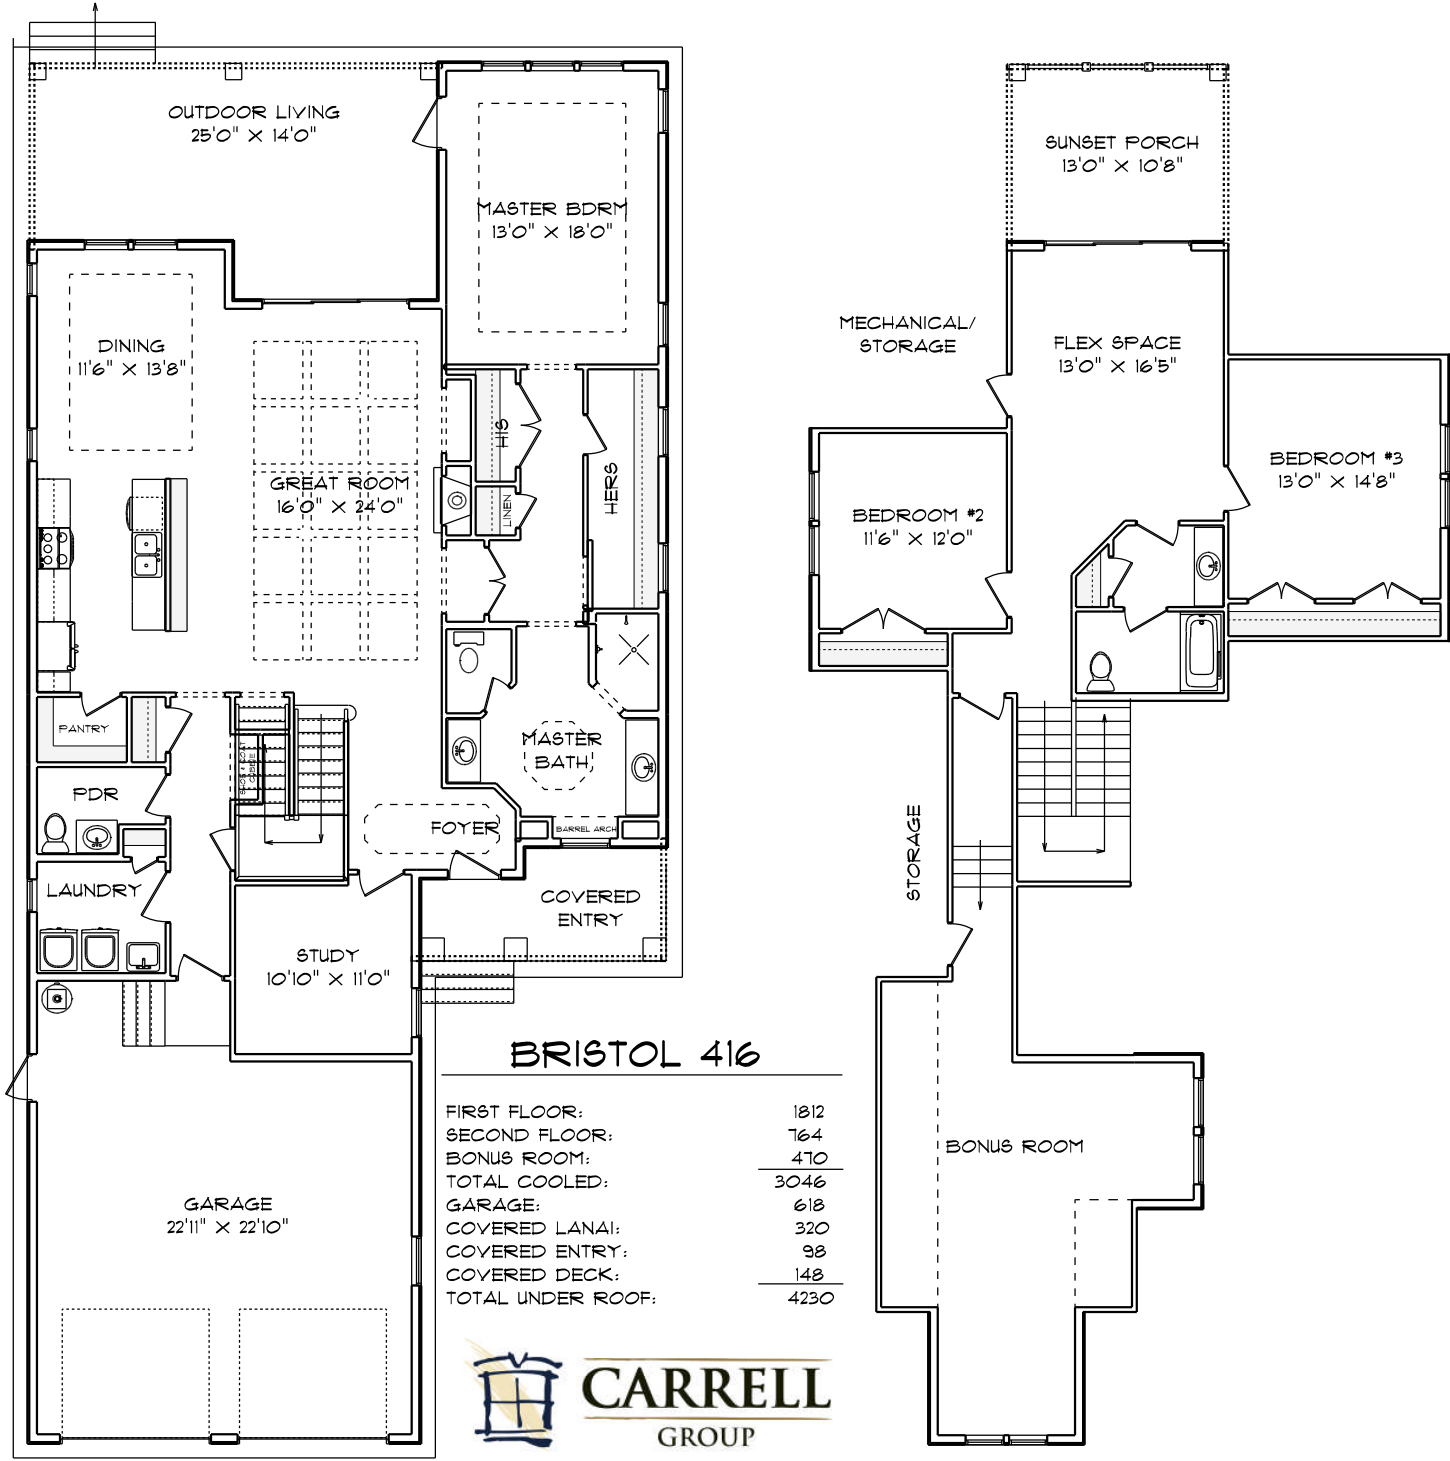 OUTDOOR LIVING
25'0" X 14'0"
MASTER BDRM
13'0" X 18'0"
DINING
11'6" X 13'8"
GREAT ROOM
16'0" X 24'0"
HIS
LINEN
HERS
PANTRY
PDR
LAUNDRY
SHOE & COAT
CUBBIE
MASTER
BATH
FOYER
BARREL ARCH
COVERED
ENTRY
STUDY
10'10" X 11'0"
GARAGE
22'11" X 22'10"
SUNSET PORCH
13'0" X 10'8"
MECHANICAL/
STORAGE
FLEX SPACE
13'0" X 16'5"
BEDROOM #2
11'6" X 12'0"
BEDROOM #3
13'0" X 14'8"
STORAGE
BONUS ROOM
BRISTOL 416
FIRST FLOOR: 1812
SECOND FLOOR: 764
BONUS ROOM: 470
TOTAL COOLED: 3046
GARAGE: 618
COVERED LANAI: 320
COVERED ENTRY: 98
COVERED DECK: 148
TOTAL UNDER ROOF: 4230
CARRELL
GROUP